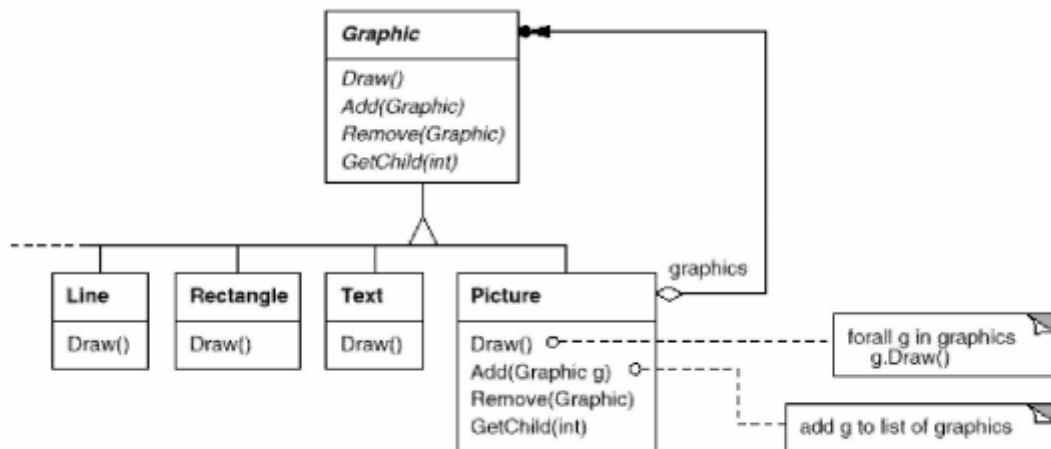 Graphic
Draw()
Add(Graphic)
Remove(Graphic)
GetChild(int)
graphics
Line
Draw()
Rectangle
Draw()
Text
Draw()
Picture
Draw()
Add(Graphic g)
Remove(Graphic)
GetChild(int)
forall g in graphics
g.Draw()
add g to list of graphics